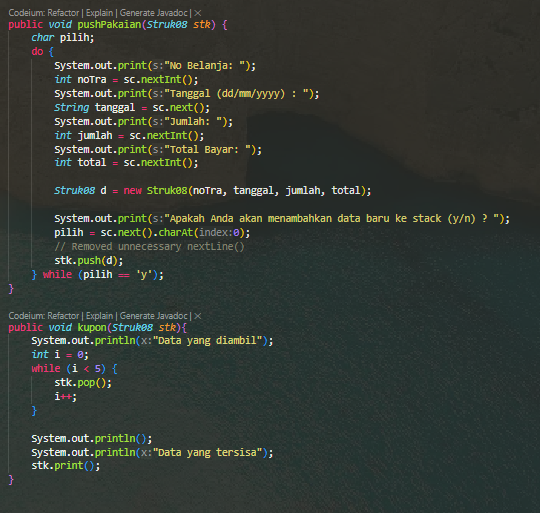 Codeium: Refactor | Explain | Generate Javadoc | ×
public void pushPakaian(Struk08 stk) {
    char pilih;
    do {
        System.out.print(s:"No Belanja: ");
        int noTra = sc.nextInt();
        System.out.print(s:"Tanggal (dd/mm/yyyy) : ");
        String tanggal = sc.next();
        System.out.print(s:"Jumlah: ");
        int jumlah = sc.nextInt();
        System.out.print(s:"Total Bayar: ");
        int total = sc.nextInt();

        Struk08 d = new Struk08(noTra, tanggal, jumlah, total);

        System.out.print(s:"Apakah Anda akan menambahkan data baru ke stack (y/n) ? ");
        pilih = sc.next().charAt(index:0);
        // Removed unnecessary nextLine()
        stk.push(d);
    } while (pilih == 'y');
}

Codeium: Refactor | Explain | Generate Javadoc | ×
public void kupon(Struk08 stk){
    System.out.println(x:"Data yang diambil");
    int i = 0;
    while (i < 5) {
        stk.pop();
        i++;
    }

    System.out.println();
    System.out.println(x:"Data yang tersisa");
    stk.print();
}